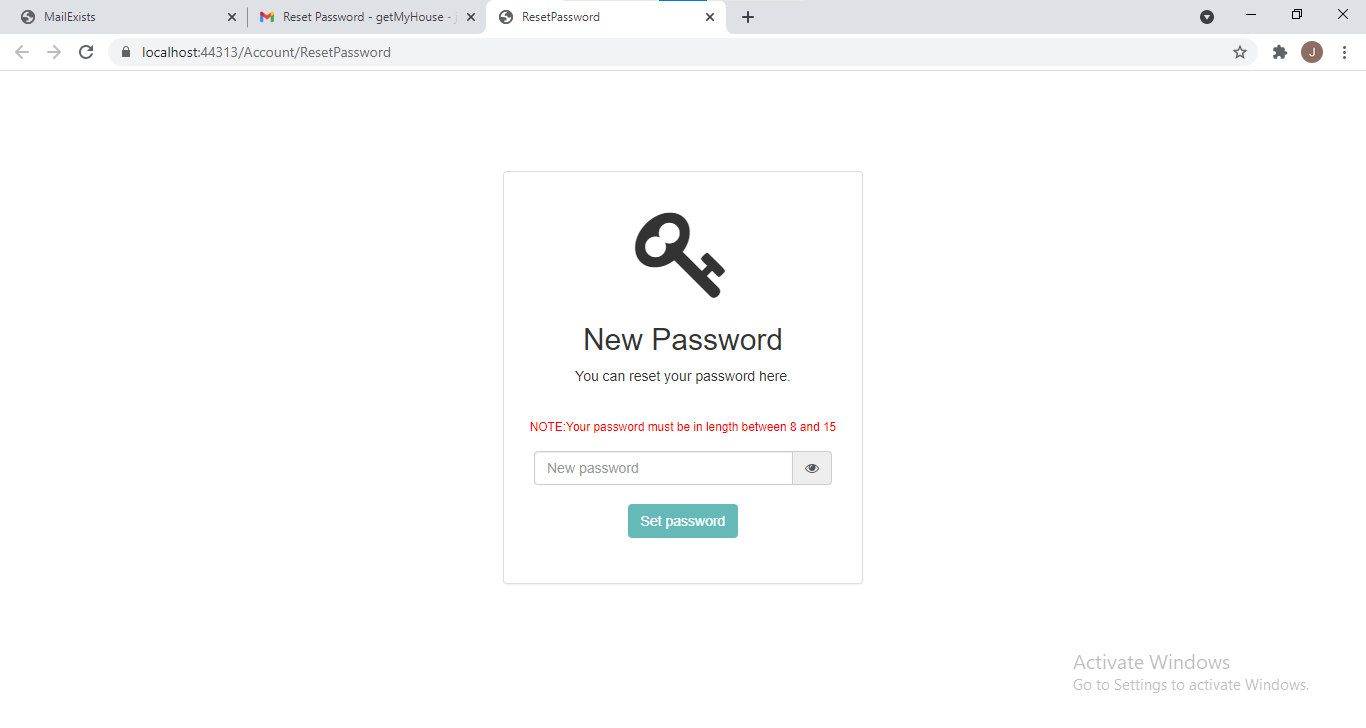 MailExists
Reset Password - getMyHouse -
ResetPassword
localhost:44313/Account/ResetPassword
J
New Password
You can reset your password here.
NOTE:Your password must be in length between 8 and 15
New password
Set password
Activate Windows
Go to Settings to activate Windows.